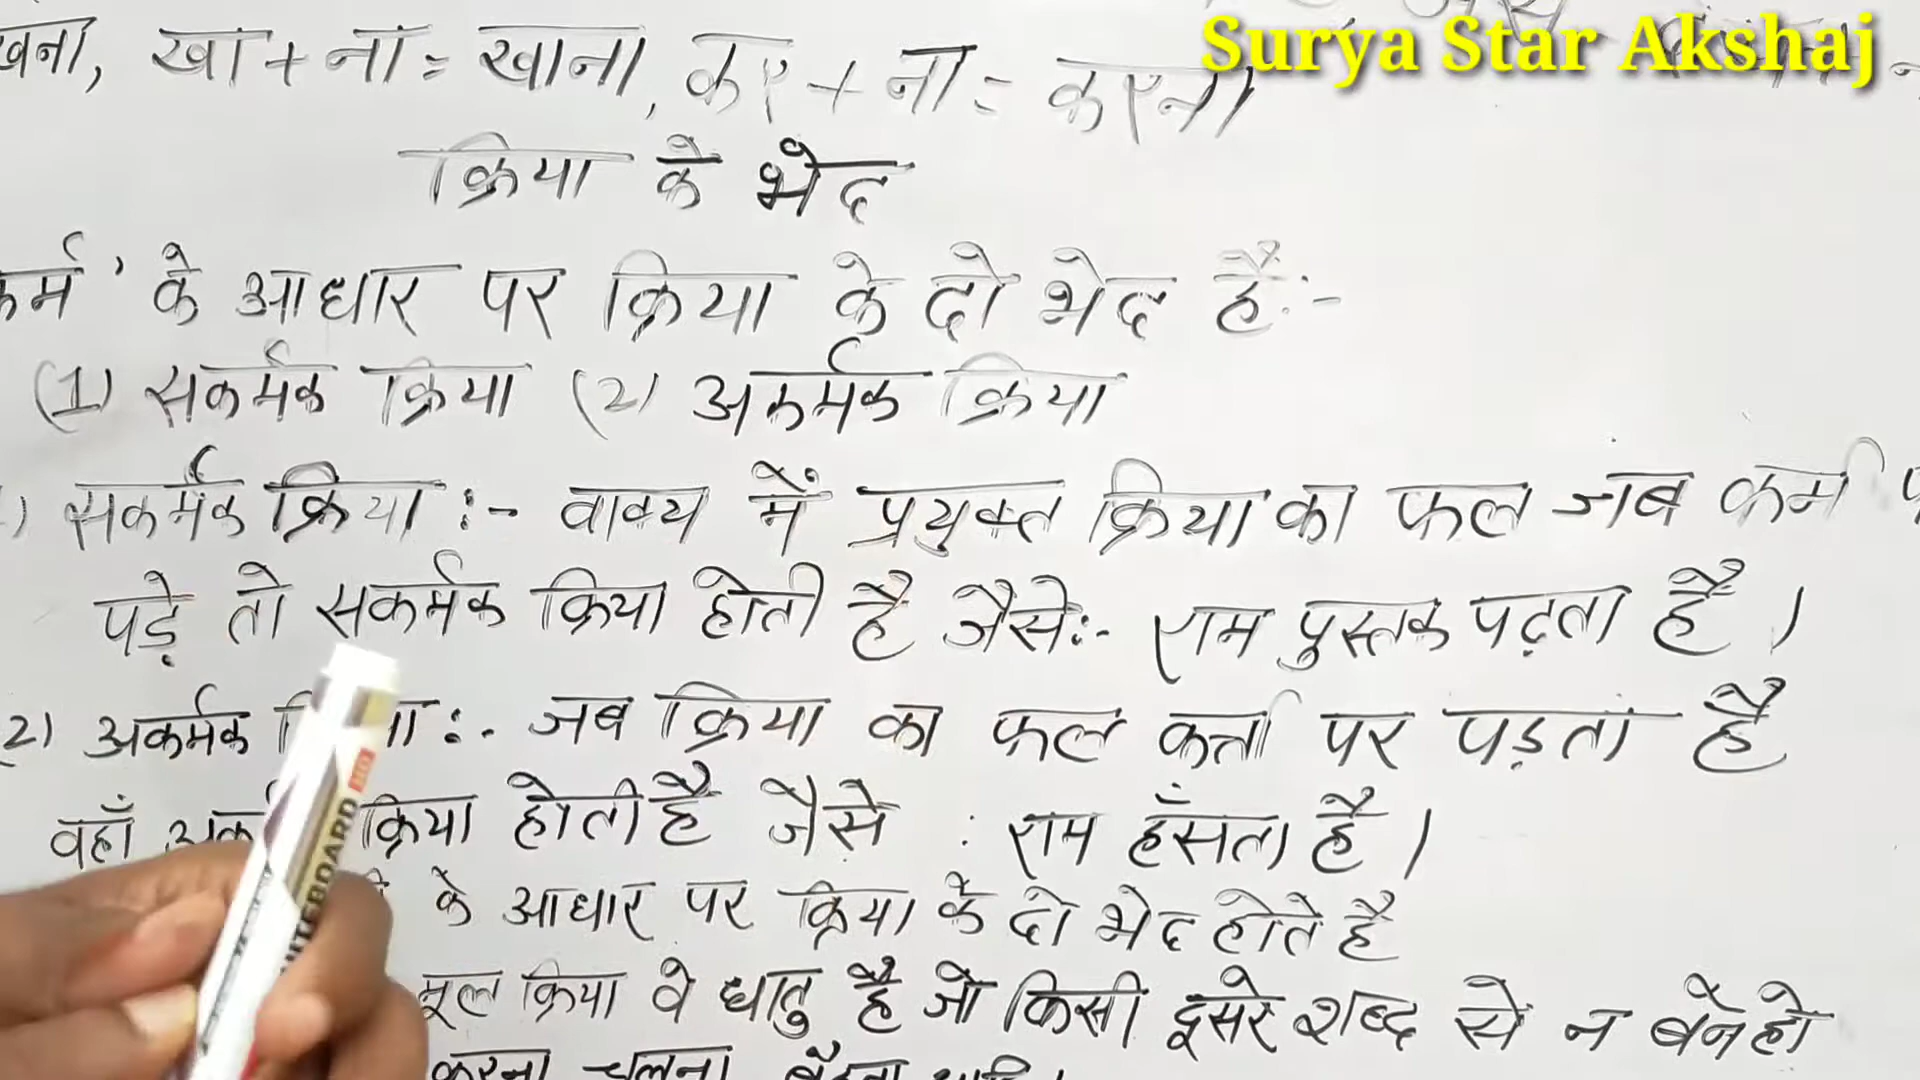 Surya Star Akshaj
खा + ना = खाना, कर + ना = करना
क्रिया के भेद
कर्म' के आधार पर क्रिया के दो भेद हैं:-
(1) सकर्मक क्रिया (2) अकर्मक क्रिया
सकर्मक क्रिया :- वाक्य में प्रयुक्त क्रिया का फल जब कर्म
पड़े तो सकर्मक क्रिया होती है जैसे:- राम पुस्तक पढ़ता है।
2) अकर्मक :- जब क्रिया का फल कर्त्ता पर पड़ता है
वहाँ क्रिया होती है जैसे : राम हँसता है।
के आधार पर क्रिया के दो भेद होते है
मूल क्रिया वे धातु है जो किसी दूसरे शब्द से न बने हो
करना चलना